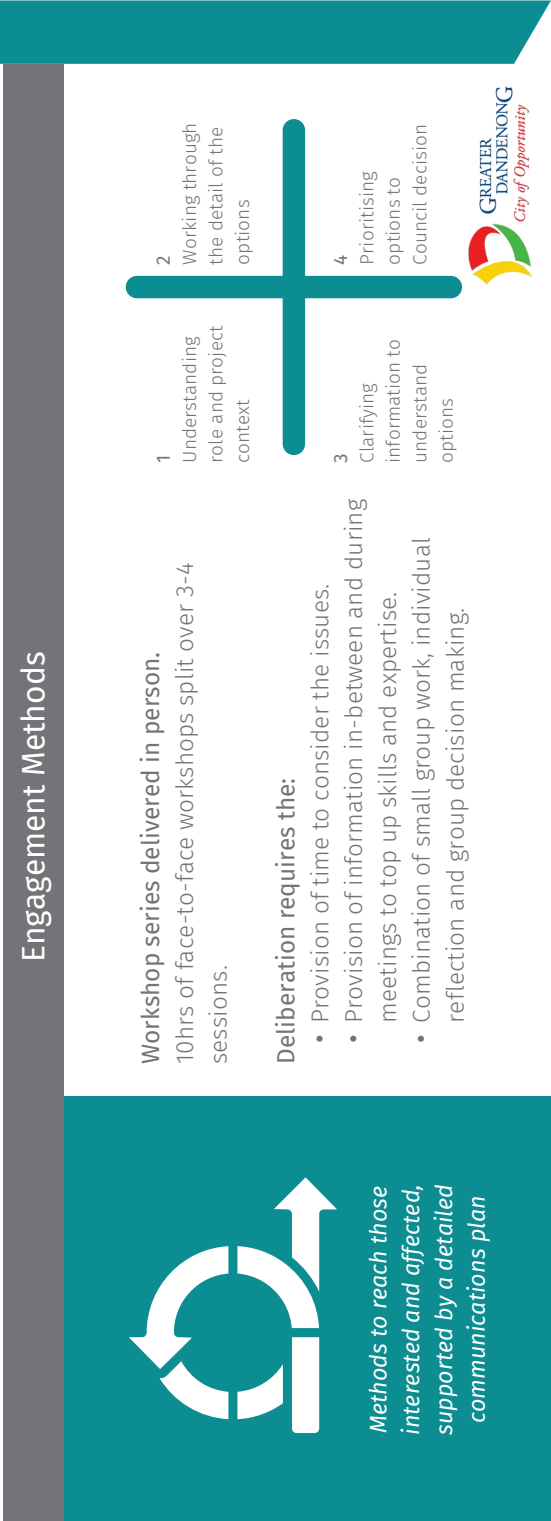 Engagement Methods
Methods to reach those
interested and affected,
supported by a detailed
communications plan
Workshop series delivered in person.
10hrs of face-to-face workshops split over 3-4
sessions.
Deliberation requires the:
• Provision of time to consider the issues.
• Provision of information in-between and during
meetings to top up skills and expertise.
• Combination of small group work, individual
reflection and group decision making.
1
Understanding
role and project
context
2
Working through
the detail of the
options
3
Clarifying
information to
understand
options
4
Prioritising
options to
Council decision
GREATER
DANDENONG
City of Opportunity